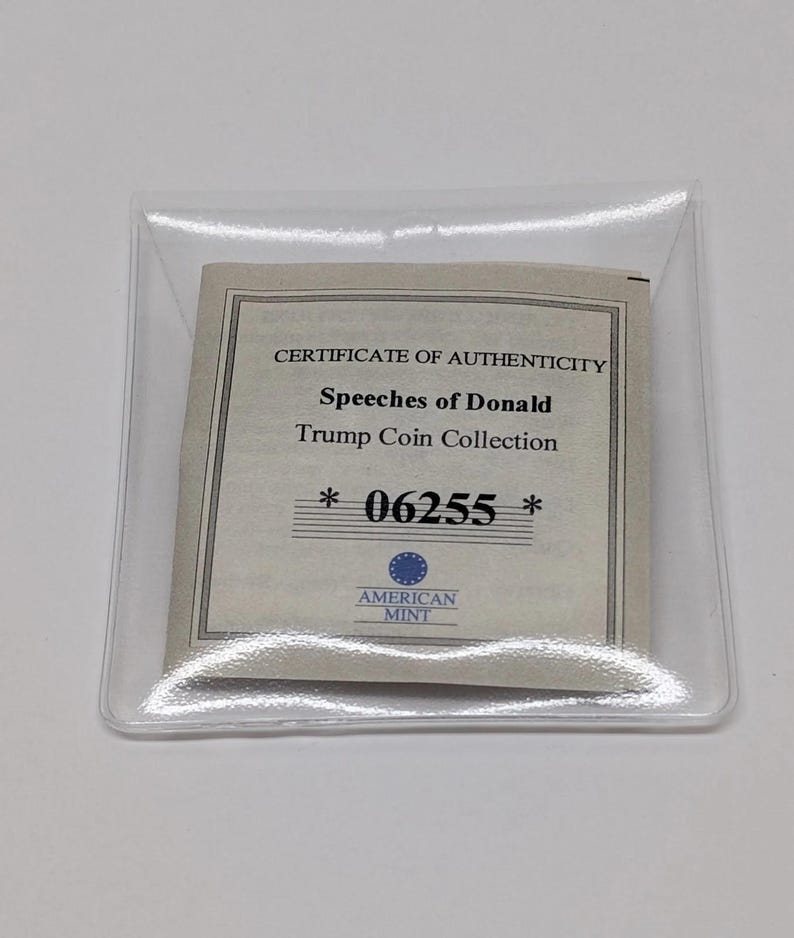 CERTIFICATE OF AUTHENTICITY
Speeches of Donald
Trump Coin Collection
* 06255 *
AMERICAN
MINT